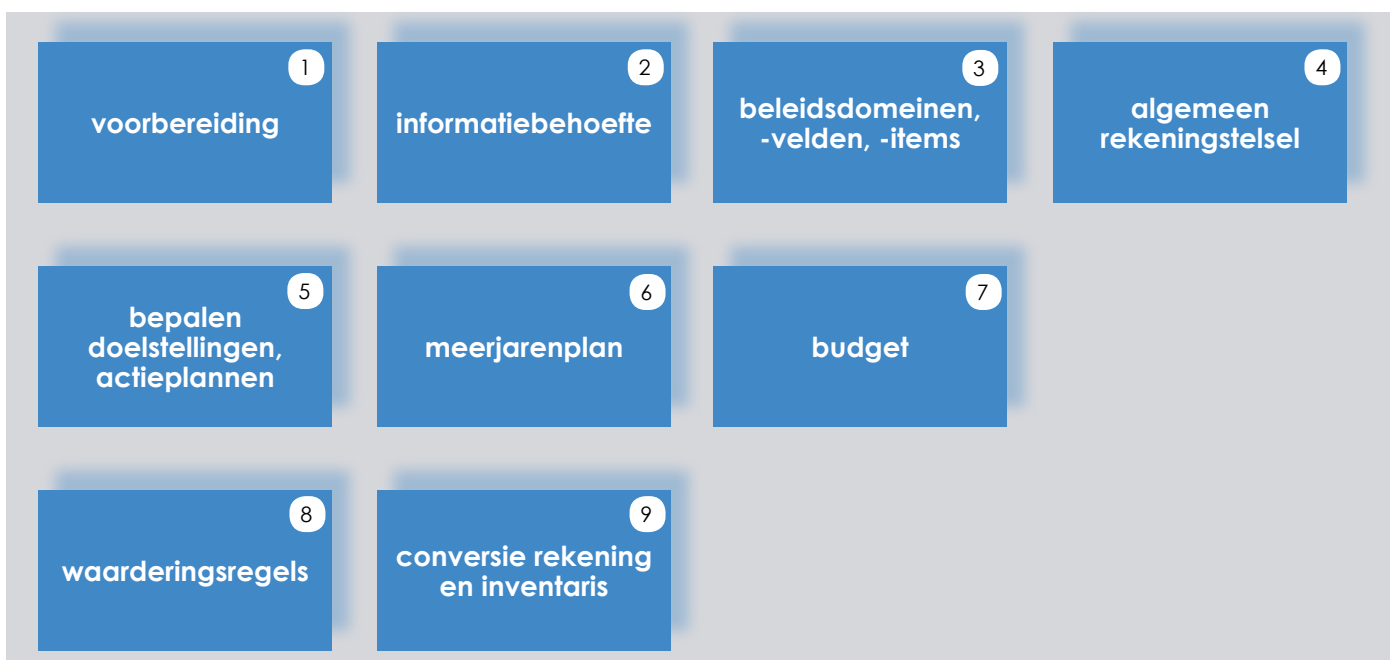 1
voorbereiding
2
informatiebehoefte
3
beleidsdomeinen,
-velden, -items
4
algemeen
rekeningstelsel
5
bepalen
doelstellingen,
actieplannen
6
meerjarenplan
7
budget
8
waarderingsregels
9
conversie rekening
en inventaris